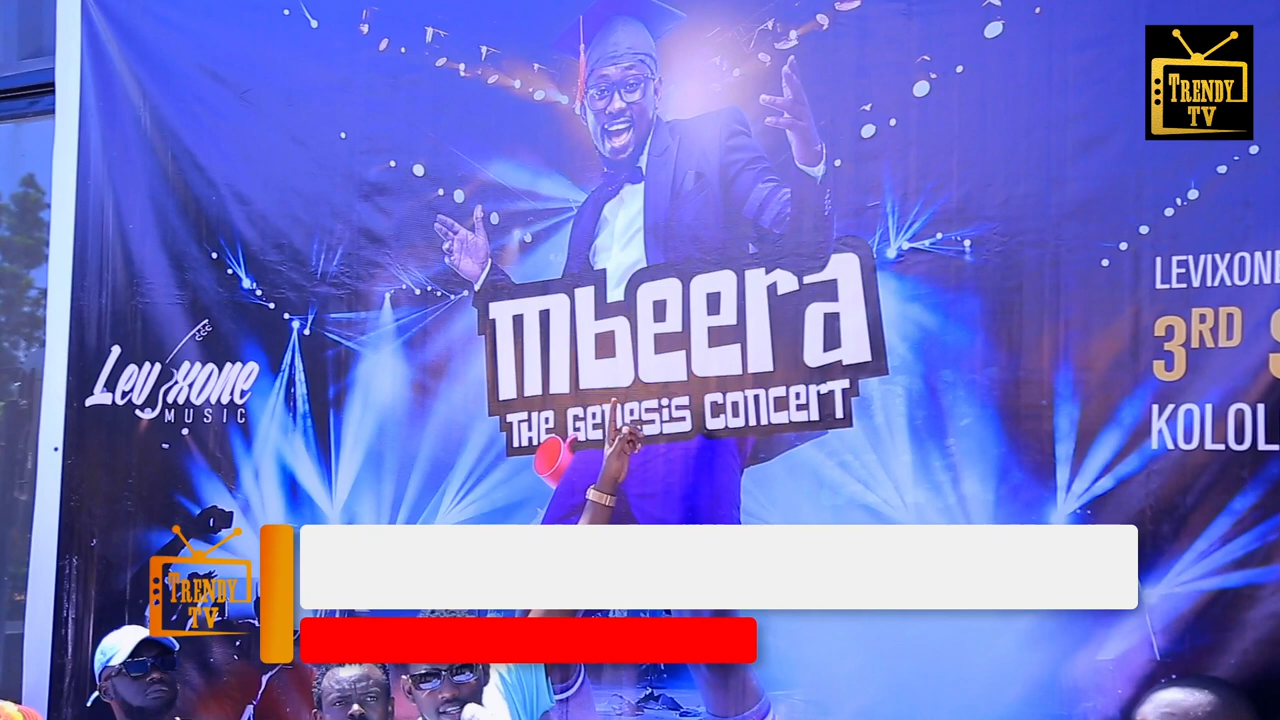 TRENDY
TV
mbeera
THE GENESIS CONCERT
LEVIXONE
3RD S
KOLOL
Levixone
MUSIC
TRENDY
TV